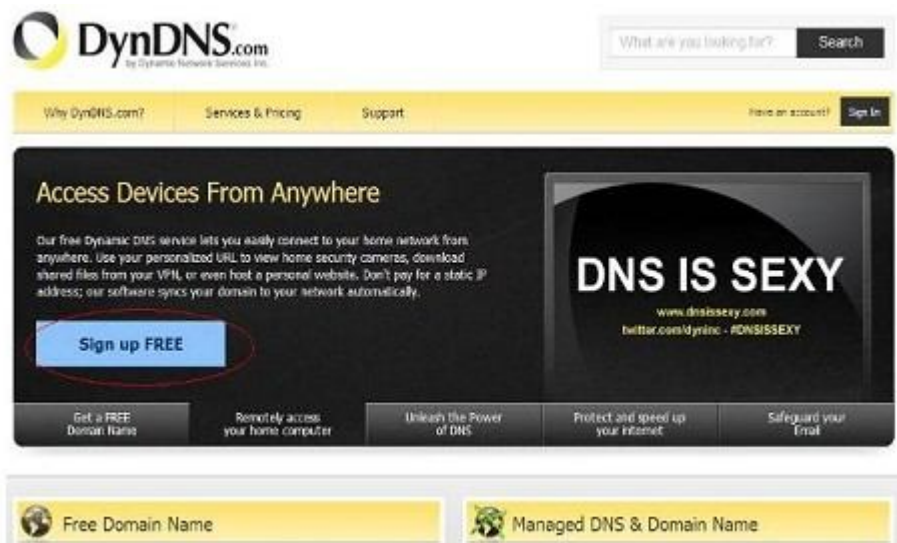 DynDNS.com
by Dynamic Network Services Inc.
What are you looking for?
Search
Why DynDNS.com?
Services & Pricing
Support
Have an account?
Sign In
Access Devices From Anywhere
Our free Dynamic DNS service lets you easily connect to your home network from
anywhere. Use your personalized URL to view home security cameras, download
shared files from your VPN, or even host a personal website. Don't pay for a static IP
address; our software syncs your domain to your network automatically.
Sign up FREE
DNS IS SEXY
www.dnsissexy.com
twitter.com/dyninc - #DNSISSEXY
Get a FREE
Domain Name
Remotely access
your home computer
Unleash the Power
of DNS
Protect and speed up
your internet
Safeguard your
Email
Free Domain Name
Managed DNS & Domain Name